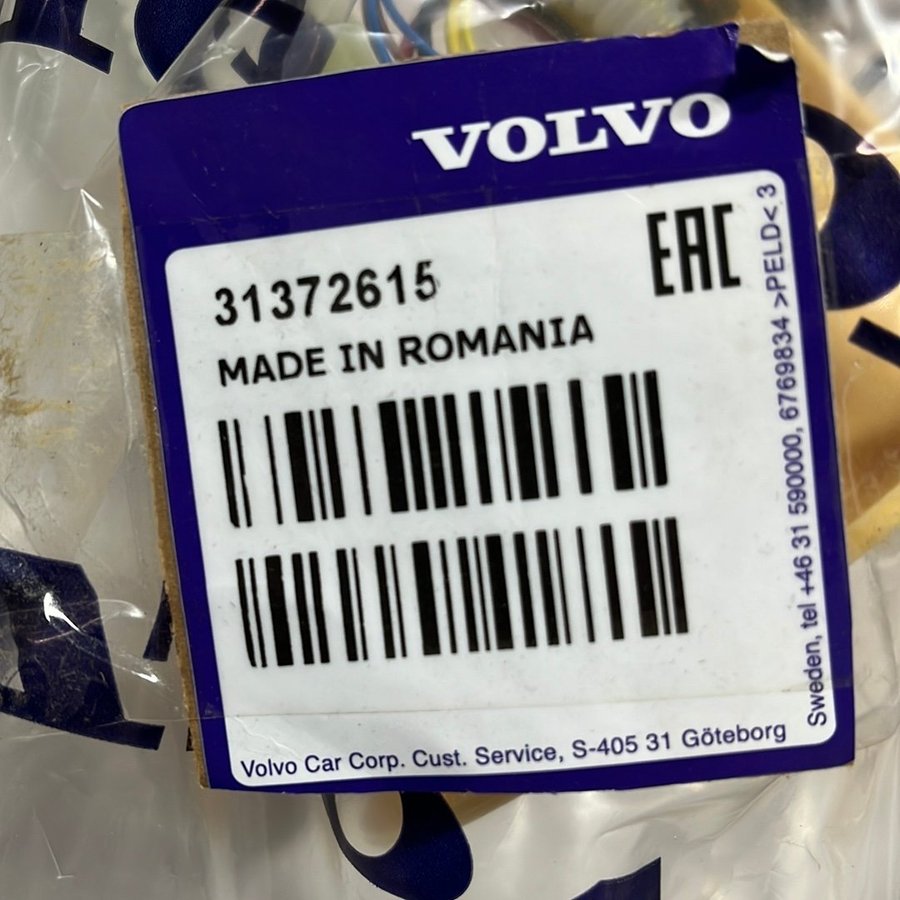 VOLVO
EAC
31372615
MADE IN ROMANIA
Volvo Car Corp. Cust. Service, S-405 31 Göteborg
Sweden, tel +46 31 590000, 6769834 >PELD< 3